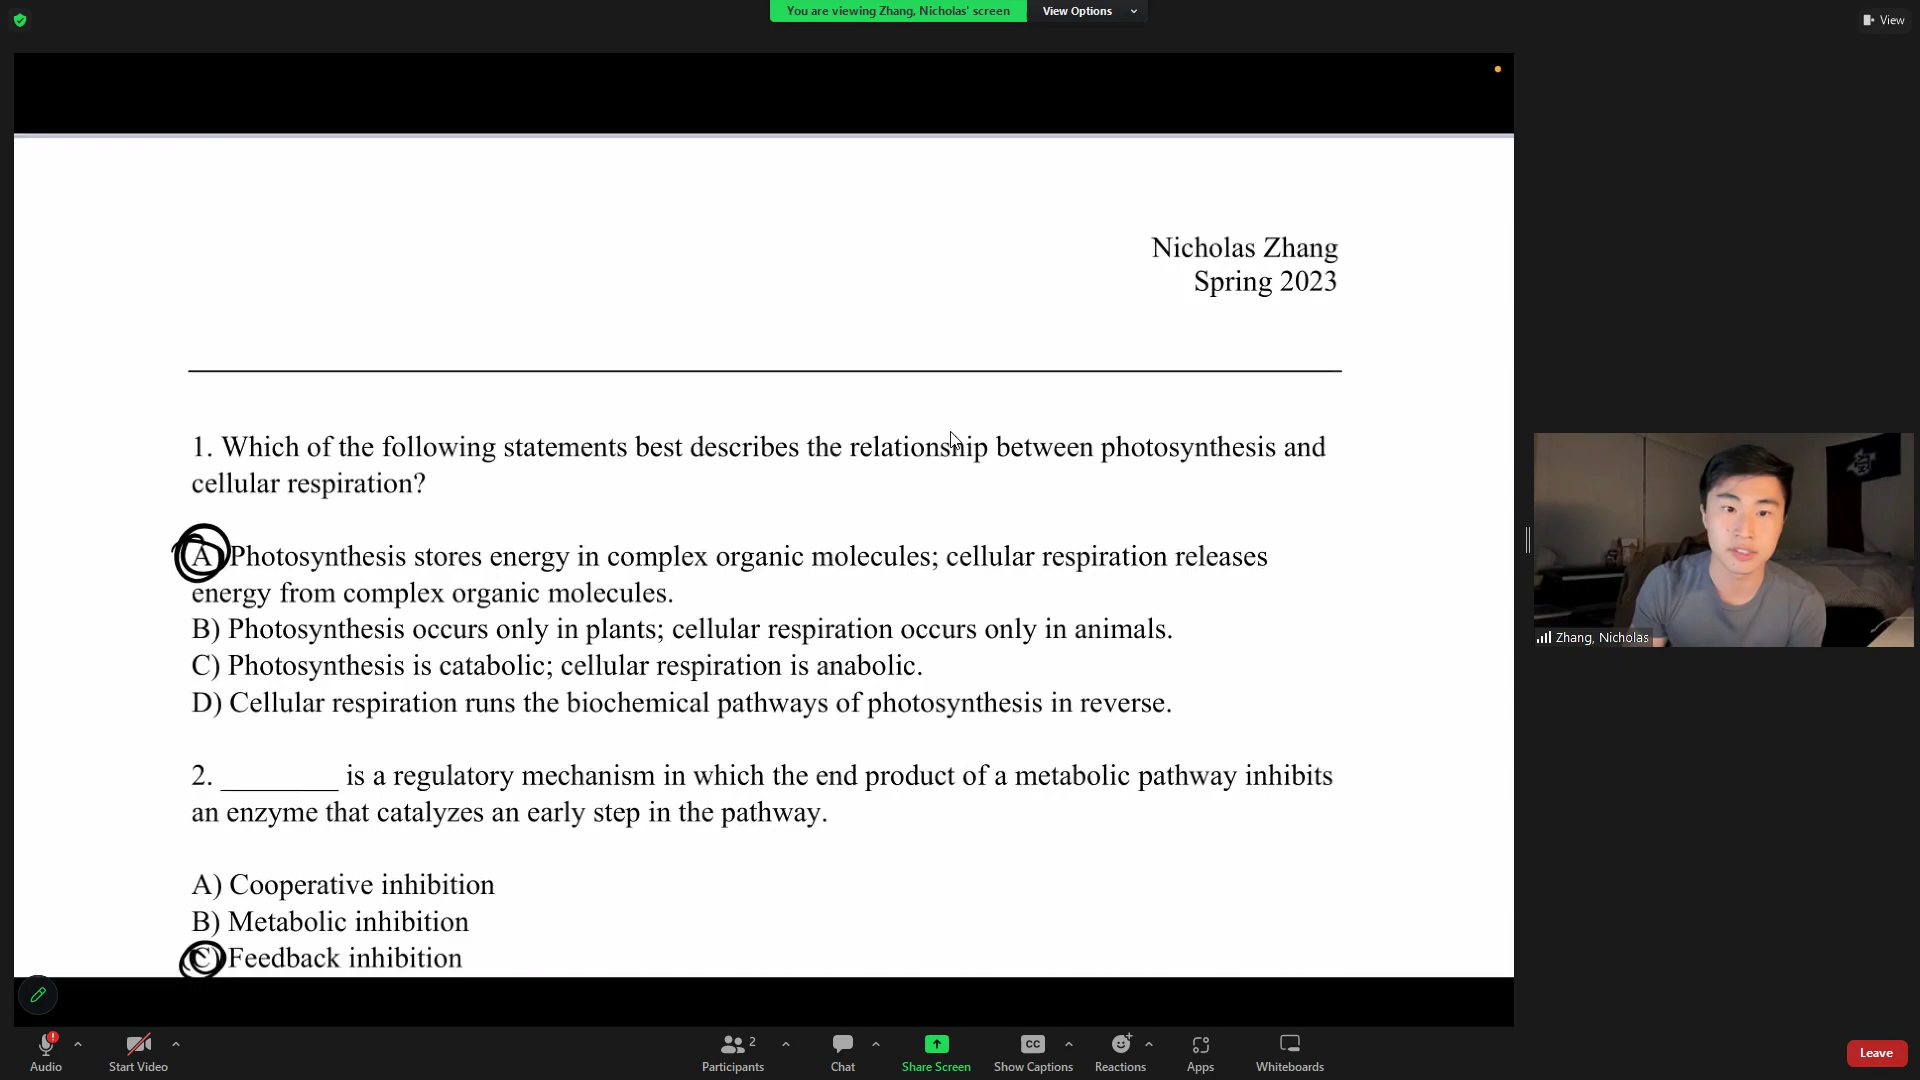 You are viewing Zhang, Nicholas' screen
View Options
View
Nicholas Zhang
Spring 2023
1. Which of the following statements best describes the relationship between photosynthesis and
cellular respiration?
A) Photosynthesis stores energy in complex organic molecules; cellular respiration releases
energy from complex organic molecules.
B) Photosynthesis occurs only in plants; cellular respiration occurs only in animals.
C) Photosynthesis is catabolic; cellular respiration is anabolic.
D) Cellular respiration runs the biochemical pathways of photosynthesis in reverse.
2. ________ is a regulatory mechanism in which the end product of a metabolic pathway inhibits
an enzyme that catalyzes an early step in the pathway.
A) Cooperative inhibition
B) Metabolic inhibition
C) Feedback inhibition
Zhang, Nicholas
2
CC
Audio
Start Video
Participants
Chat
Share Screen
Show Captions
Reactions
Apps
Whiteboards
Leave